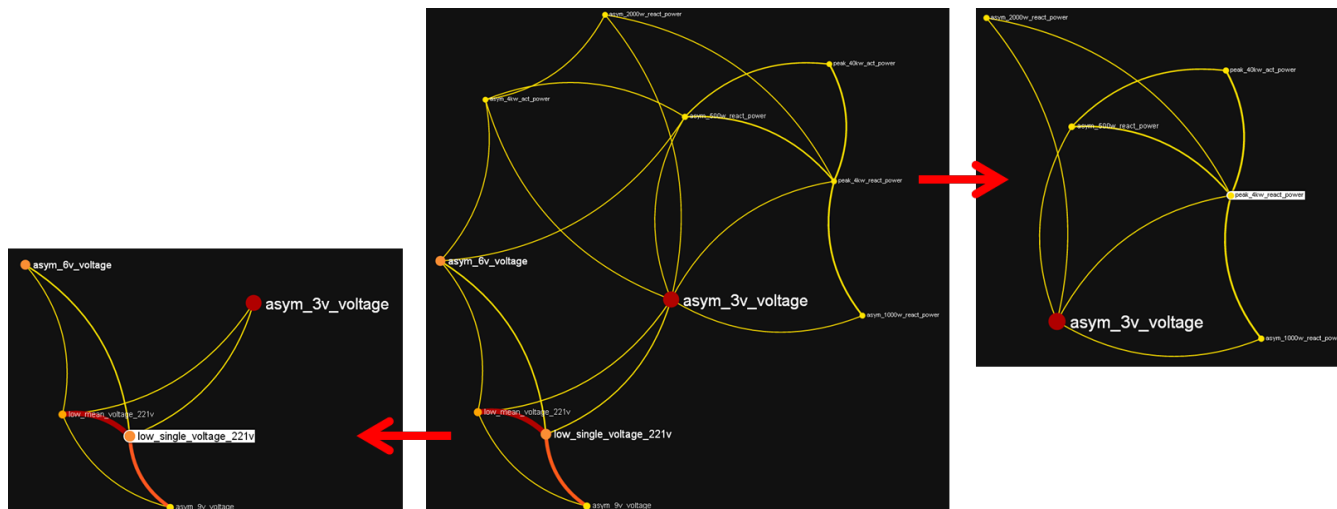 asym_6v_voltage
asym_3v_voltage
low_mean_voltage_221v
low_single_voltage_221v
asym_9v_voltage
asym_2000w_react_power
peak_40kw_act_power
asym_4kw_act_power
asym_500w_react_power
peak_4kw_react_power
asym_6v_voltage
asym_3v_voltage
asym_1000w_react_power
low_mean_voltage_221v
low_single_voltage_221v
asym_9v_voltage
asym_2000w_react_power
peak_40kw_act_power
asym_500w_react_power
peak_4kw_react_power
asym_3v_voltage
asym_1000w_react_power